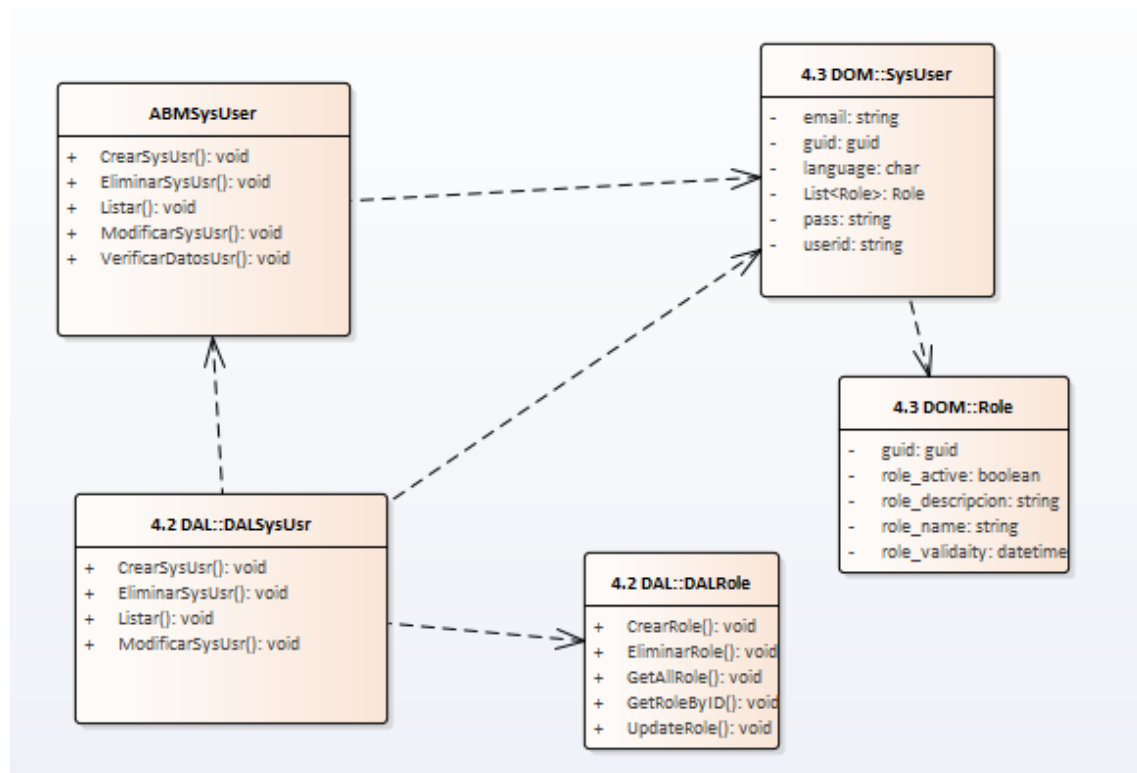 ABMSysUser
+ CrearSysUsr(): void
+ EliminarSysUsr(): void
+ Listar(): void
+ ModificarSysUsr(): void
+ VerificarDatosUsr(): void
4.3 DOM::SysUser
- email: string
- guid: guid
- language: char
- List<Role>: Role
- pass: string
- userid: string
4.3 DOM::Role
- guid: guid
- role_active: boolean
- role_descripcion: string
- role_name: string
- role_validaity: datetime
4.2 DAL::DALSysUsr
+ CrearSysUsr(): void
+ EliminarSysUsr(): void
+ Listar(): void
+ ModificarSysUsr(): void
4.2 DAL::DALRole
+ CrearRole(): void
+ EliminarRole(): void
+ GetAllRole(): void
+ GetRoleByID(): void
+ UpdateRole(): void